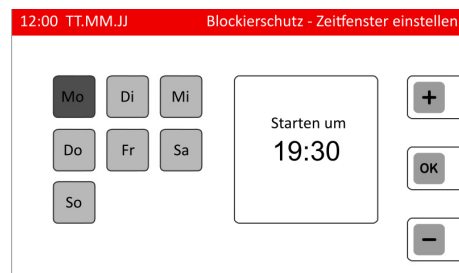 12:00 TT.MM.JJ Blockierschutz - Zeitfenster einstellen
Mo Di Mi
Do Fr Sa
So
Starten um
19:30
+
OK
−